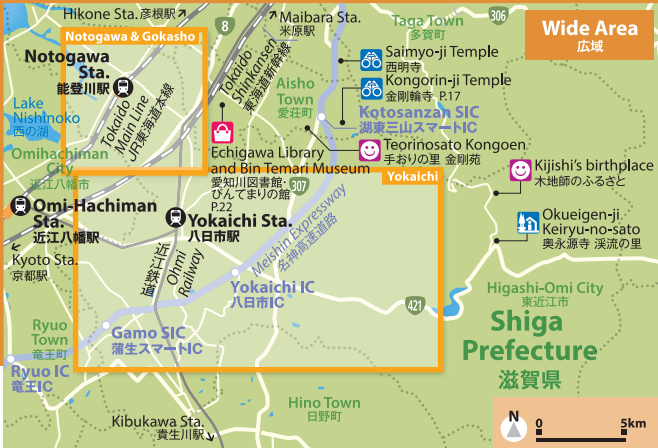 Hikone Sta. 彦根駅
8
Maibara Sta.
米原駅
Taga Town
多賀町
306
Wide Area
広域
Notogawa & Gokasho
Notogawa
Sta.
能登川駅
Tokaido
Shinkansen
東海道新幹線
Tokaido
Main Line
JR東海道本線
Lake
Nishinoko
西の湖
Aisho
Town
愛荘町
Saimyo-ji Temple
西明寺
Kongorin-ji Temple
金剛輪寺 P.17
Kotosanzan SIC
湖東三山スマートIC
Teorinosato Kongoen
手おりの里 金剛苑
Echigawa Library
and Bin Temari Museum
愛知川図書館・
びんてまりの館
P.22
307
Omihachiman
City
近江八幡市
Yokaichi
Kijishi's birthplace
木地師のふるさと
Omi-Hachiman
Sta.
近江八幡駅
Yokaichi Sta.
八日市駅
Okueigen-ji
Keiryu-no-sato
奥永源寺 渓流の里
Kyoto Sta.
京都駅
近江鉄道
Ohmi
Railway
Meishin Expressway
名神高速道路
Yokaichi IC
八日市IC
421
Higashi-Omi City
東近江市
Shiga
Prefecture
滋賀県
Ryuo
Town
竜王町
Gamo SIC
蒲生スマートIC
Ryuo IC
竜王IC
Hino Town
日野町
Kibukawa Sta.
貴生川駅
N
0
5km